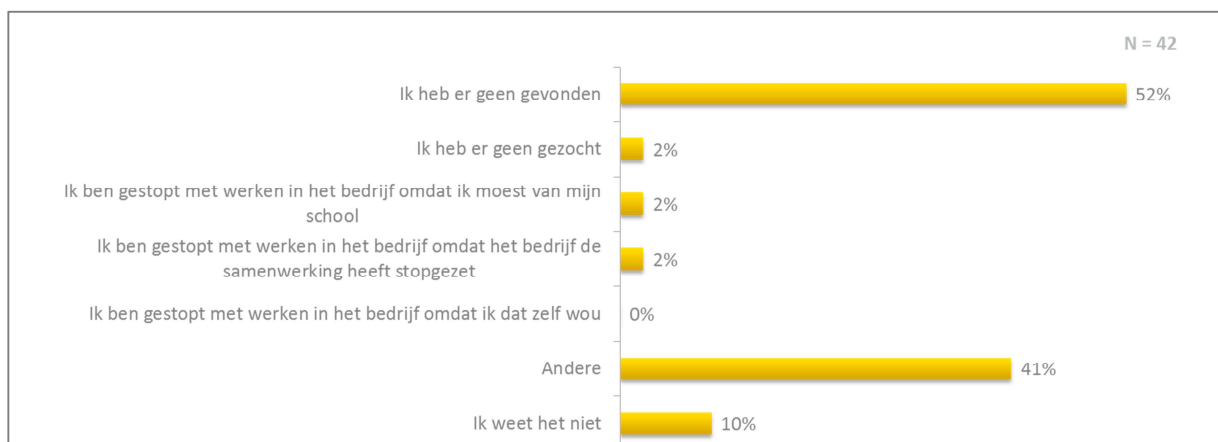 N = 42
Ik heb er geen gevonden 52%
Ik heb er geen gezocht 2%
Ik ben gestopt met werken in het bedrijf omdat ik moest van mijn
school 2%
Ik ben gestopt met werken in het bedrijf omdat het bedrijf de
samenwerking heeft stopgezet 2%
Ik ben gestopt met werken in het bedrijf omdat ik dat zelf wou 0%
Andere 41%
Ik weet het niet 10%